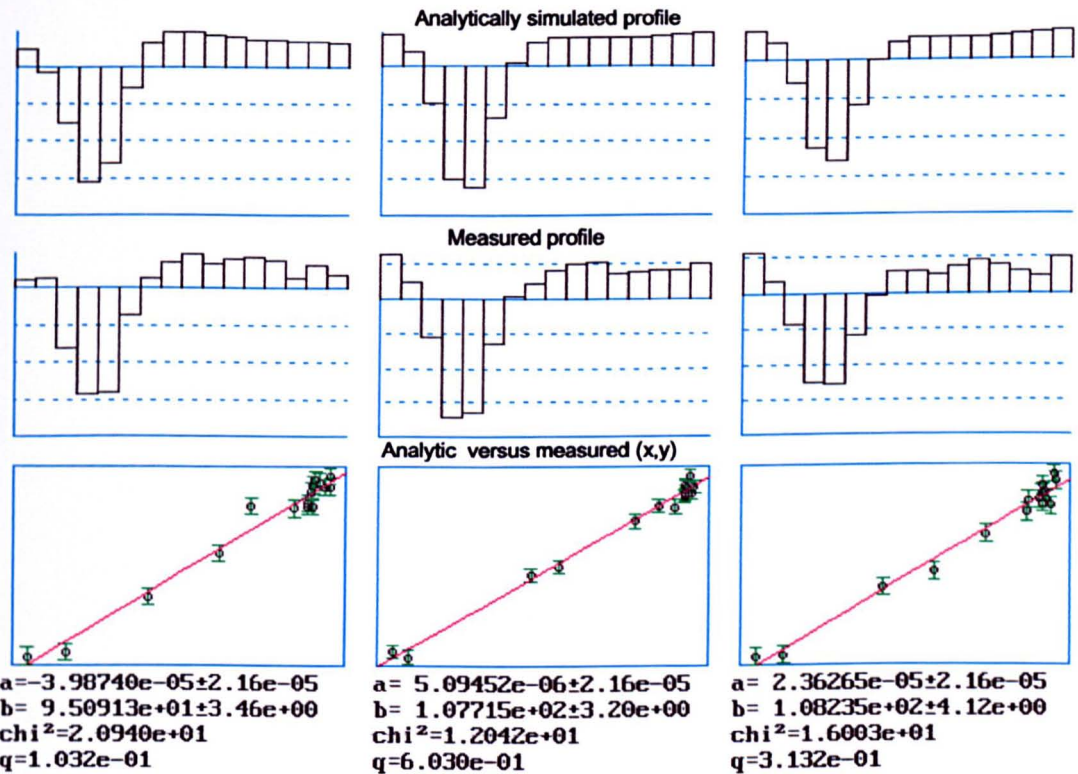 Analytically simulated profile
Measured profile
Analytic versus measured (x,y)
a=-3.98740e-05±2.16e-05
b= 9.50913e+01±3.46e+00
chi²=2.0940e+01
q=1.032e-01
a= 5.09452e-06±2.16e-05
b= 1.07715e+02±3.20e+00
chi²=1.2042e+01
q=6.030e-01
a= 2.36265e-05±2.16e-05
b= 1.08235e+02±4.12e+00
chi²=1.6003e+01
q=3.132e-01